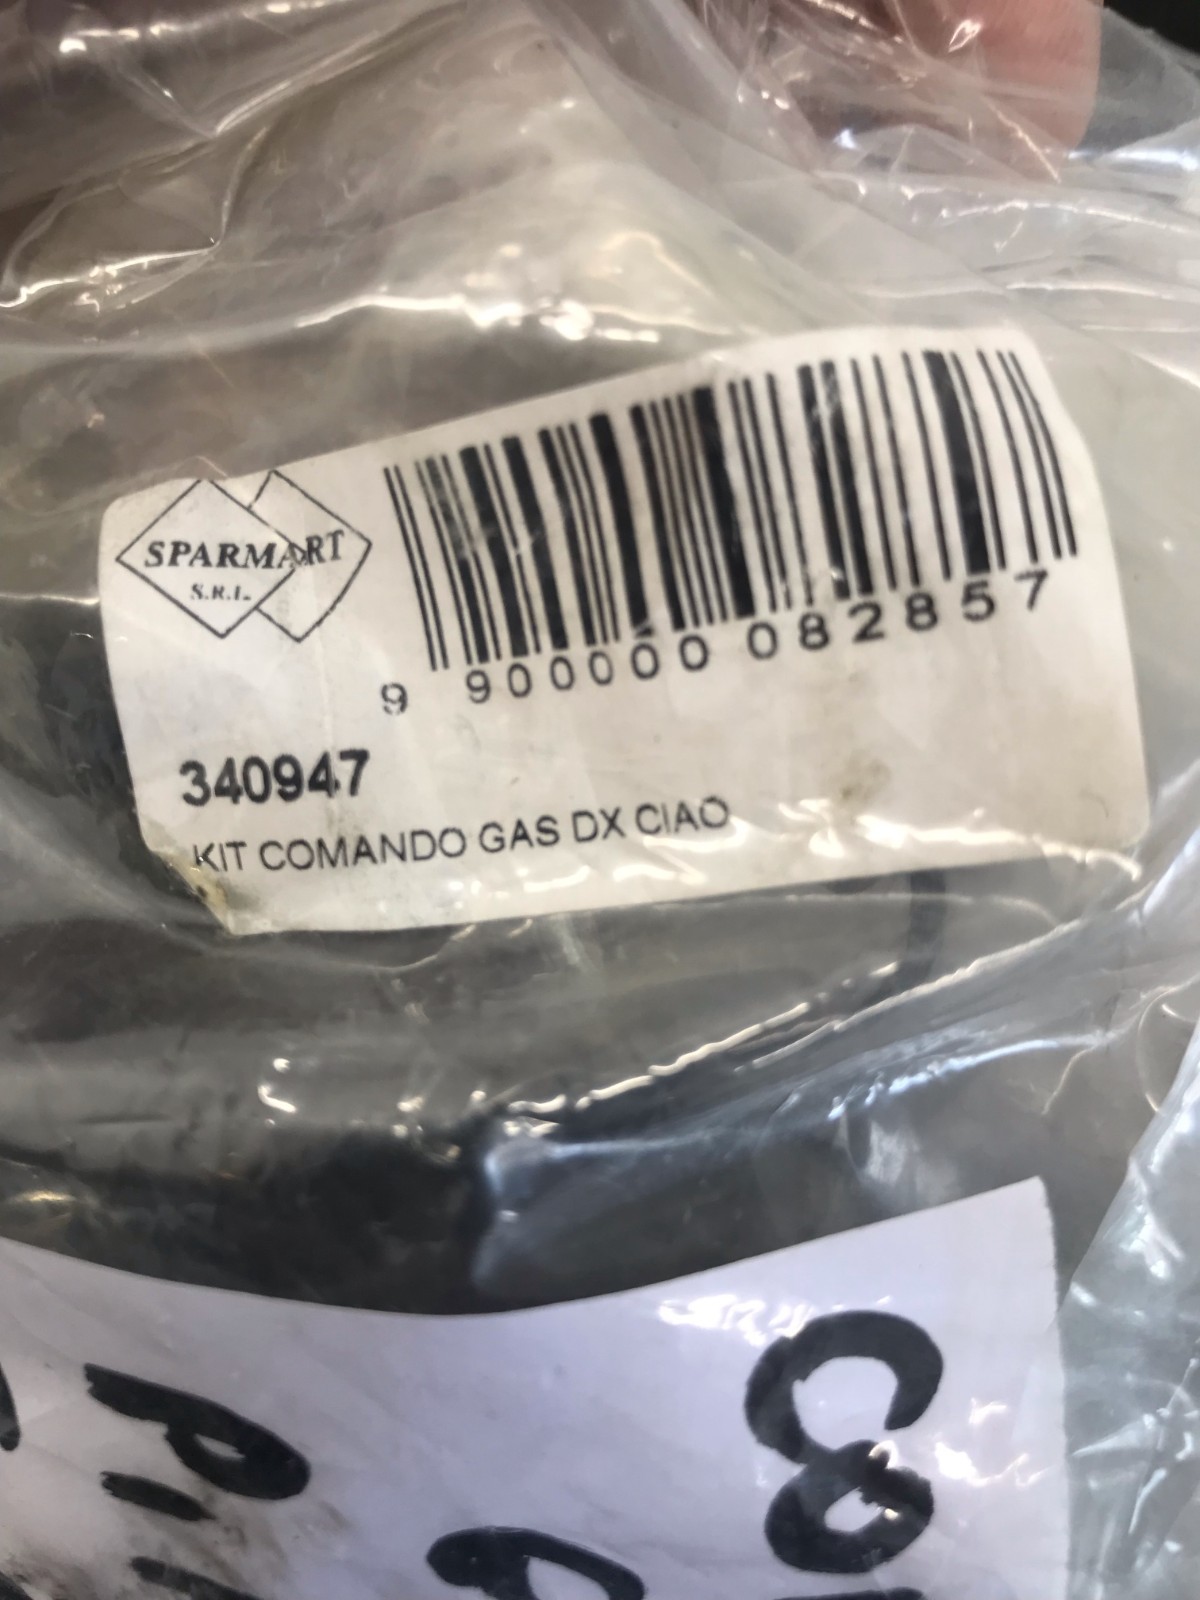 SPARMART
S.R.L.
9 900000 082857
340947
KIT COMANDO GAS DX CIAO